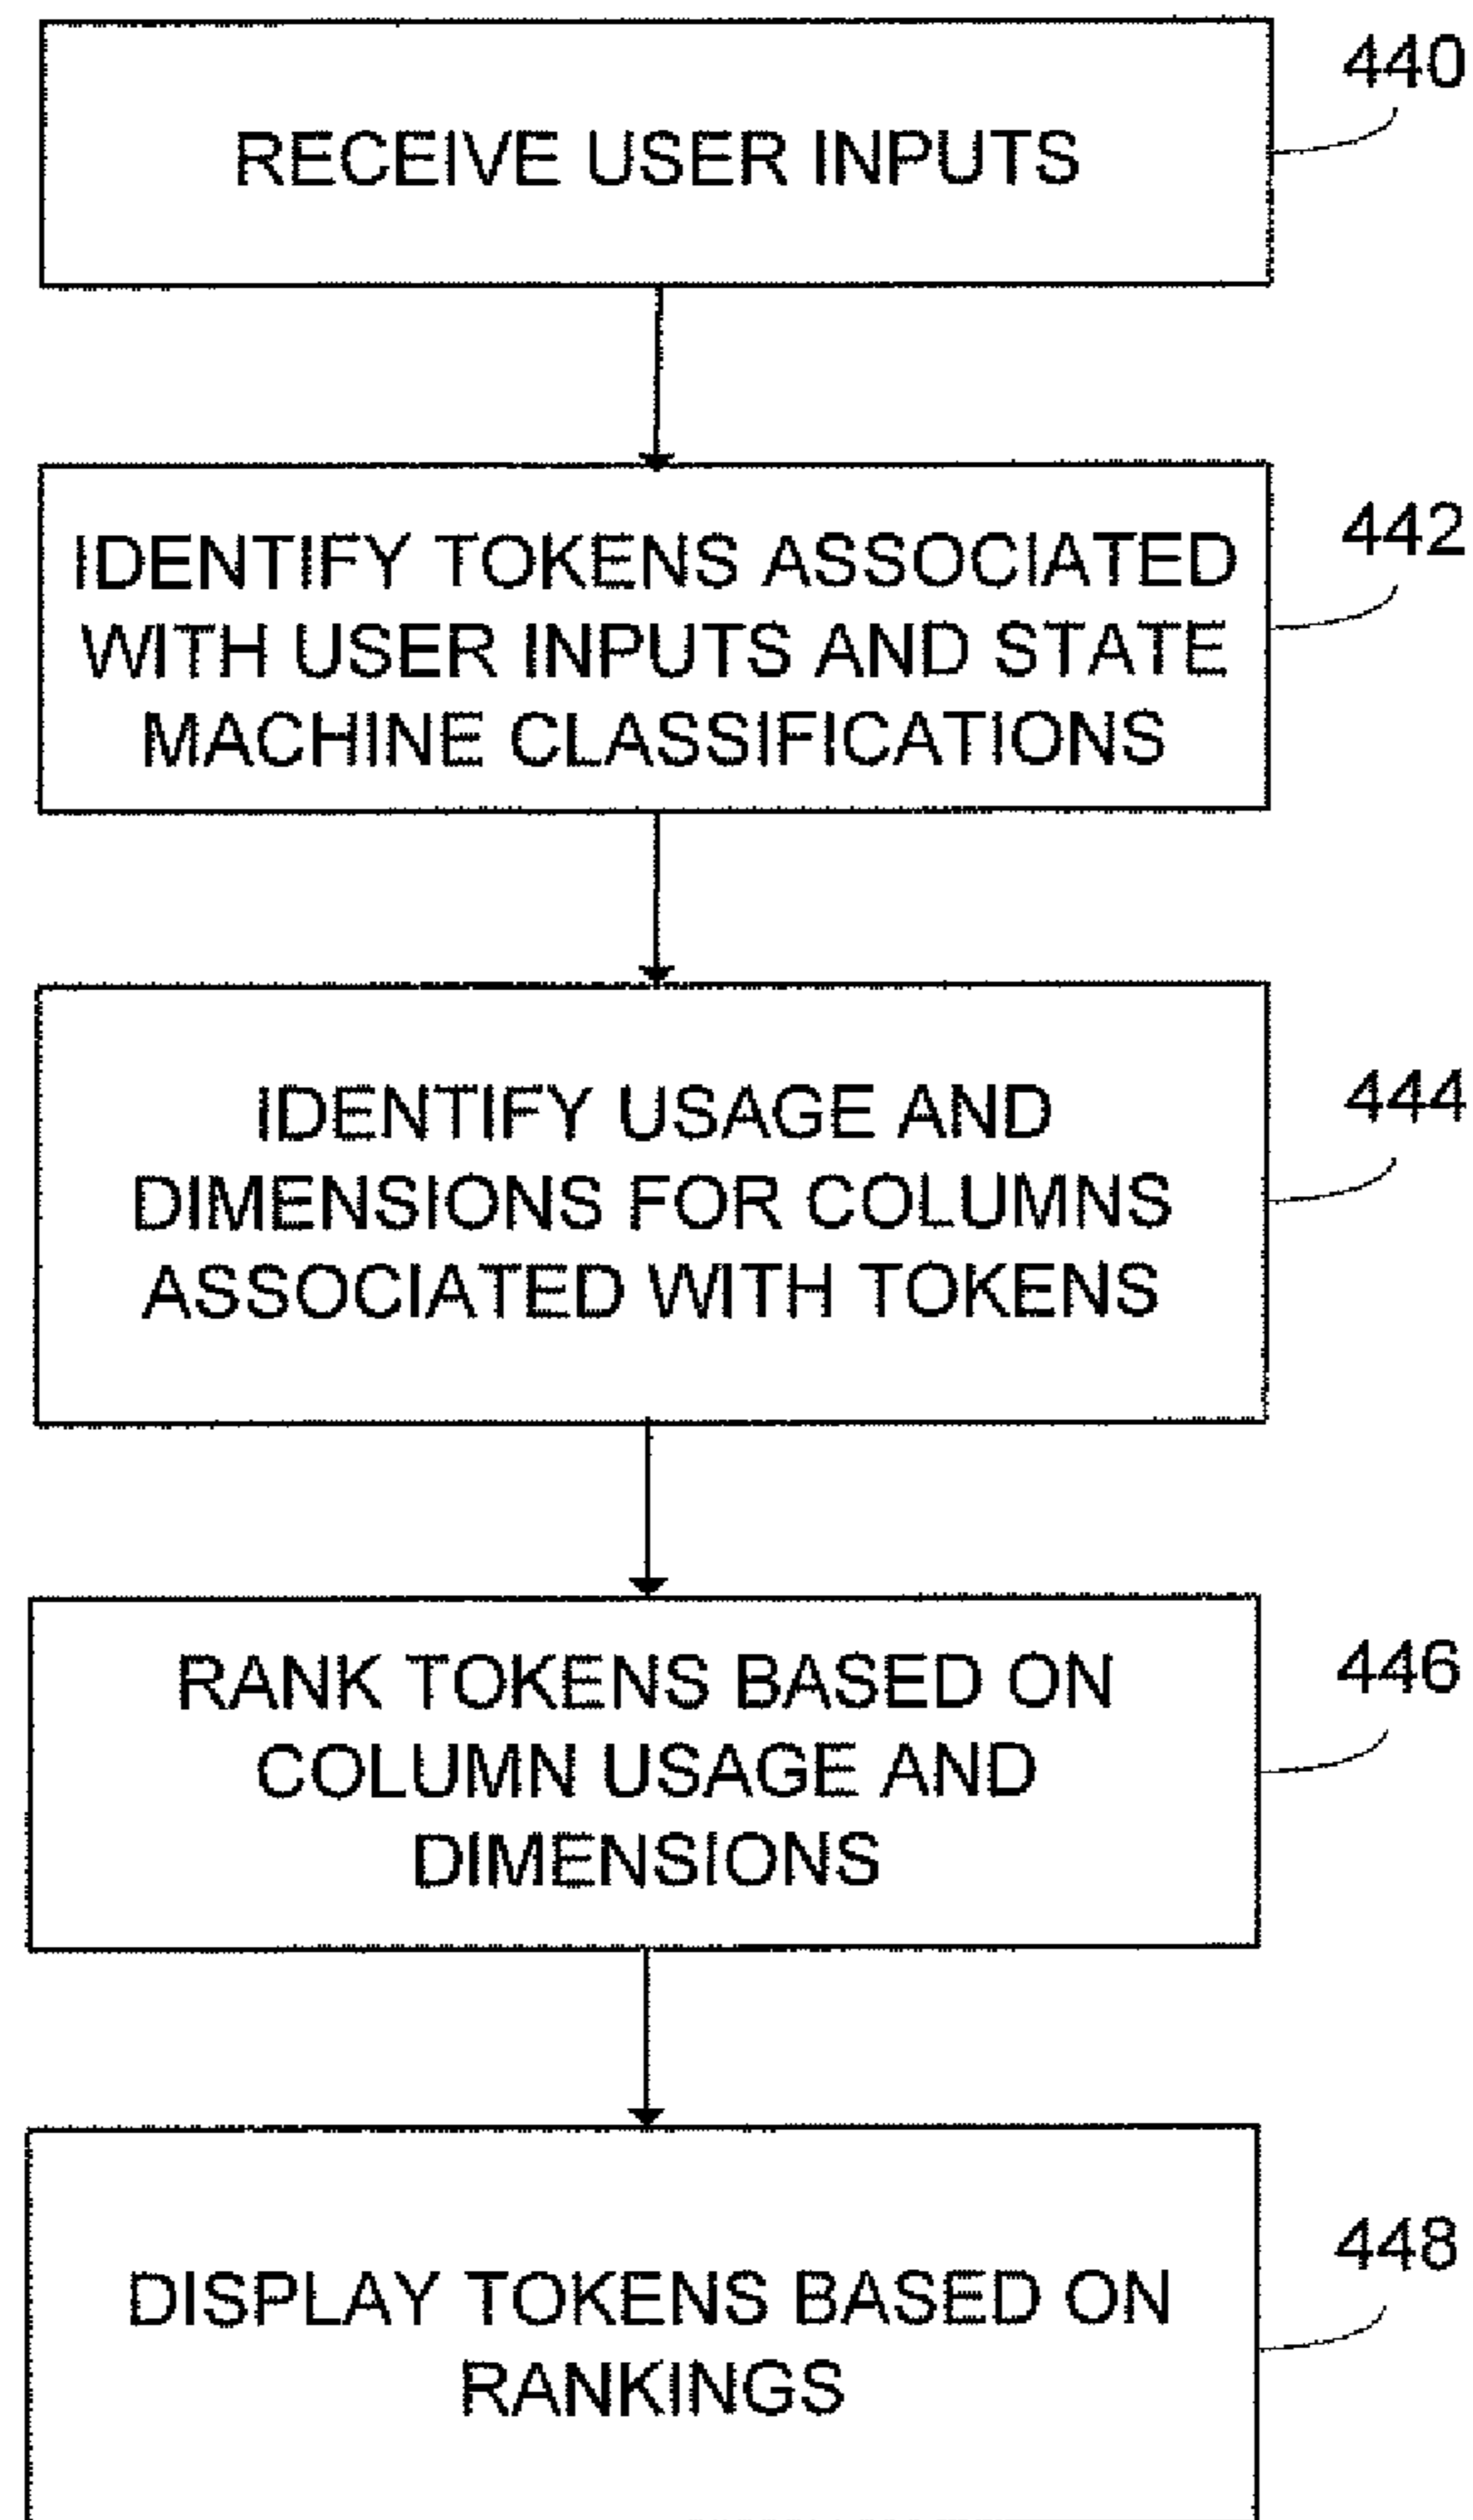 RECEIVE USER INPUTS
440
IDENTIFY TOKENS ASSOCIATED
WITH USER INPUTS AND STATE
MACHINE CLASSIFICATIONS
442
IDENTIFY USAGE AND
DIMENSIONS FOR COLUMNS
ASSOCIATED WITH TOKENS
444
RANK TOKENS BASED ON
COLUMN USAGE AND
DIMENSIONS
446
DISPLAY TOKENS BASED ON
RANKINGS
448